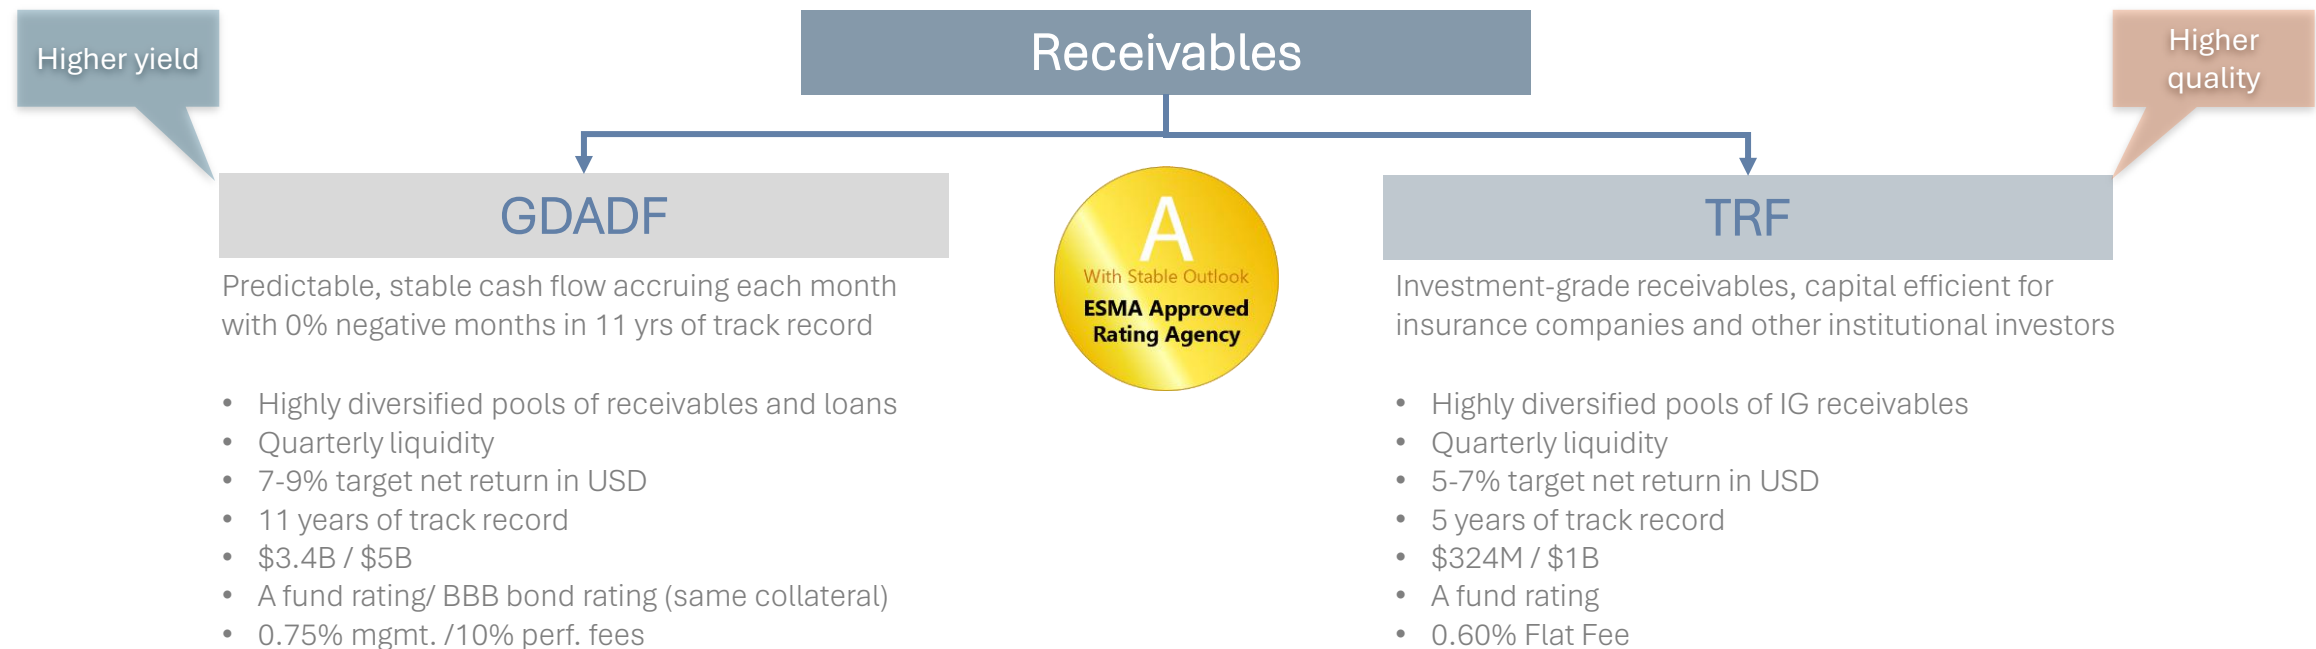 Higher yield
Receivables
Higher
quality
GDADF
Predictable, stable cash flow accruing each month
with 0% negative months in 11 yrs of track record
• Highly diversified pools of receivables and loans
• Quarterly liquidity
• 7-9% target net return in USD
• 11 years of track record
• $3.4B / $5B
• A fund rating/ BBB bond rating (same collateral)
• 0.75% mgmt. /10% perf. fees
A
With Stable Outlook
ESMA Approved
Rating Agency
TRF
Investment-grade receivables, capital efficient for
insurance companies and other institutional investors
• Highly diversified pools of IG receivables
• Quarterly liquidity
• 5-7% target net return in USD
• 5 years of track record
• $324M / $1B
• A fund rating
• 0.60% Flat Fee